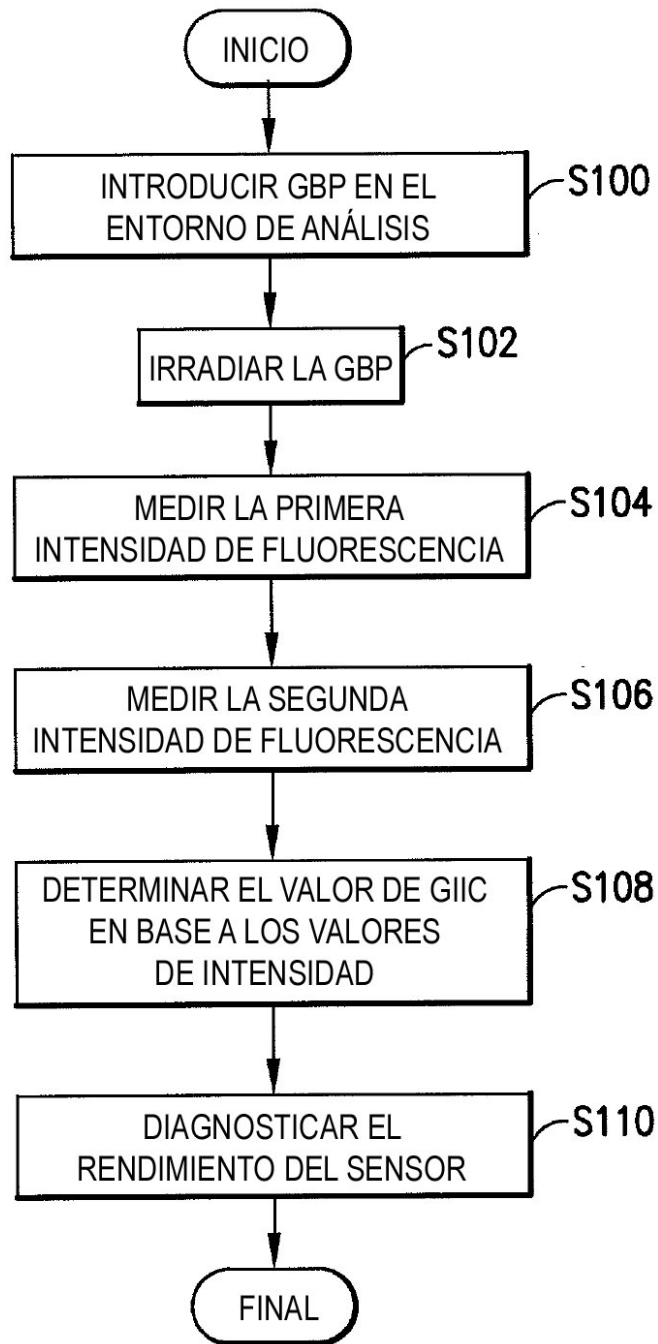 INICIO
INTRODUCIR GBP EN EL
ENTORNO DE ANÁLISIS
S100
IRRADIAR LA GBP
S102
MEDIR LA PRIMERA
INTENSIDAD DE FLUORESCENCIA
S104
MEDIR LA SEGUNDA
INTENSIDAD DE FLUORESCENCIA
S106
DETERMINAR EL VALOR DE GIIC
EN BASE A LOS VALORES
DE INTENSIDAD
S108
DIAGNOSTICAR EL
RENDIMIENTO DEL SENSOR
S110
FINAL